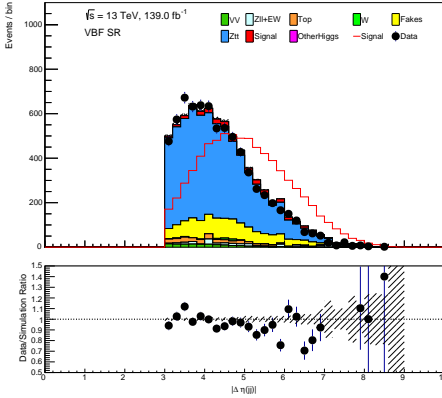 √s = 13 TeV, 139.0 fb⁻¹
VBF SR
VV
Zll+EW
Top
W
Fakes
Ztt
Signal
OtherHiggs
Signal
Data
Events / bin
1000
800
600
400
200
0
Data/Simulation Ratio
1.5
1.4
1.3
1.2
1.1
1
0.9
0.8
0.7
0.6
0.5
0 1 2 3 4 5 6 7 8 9 1
|Δ η(jj)|